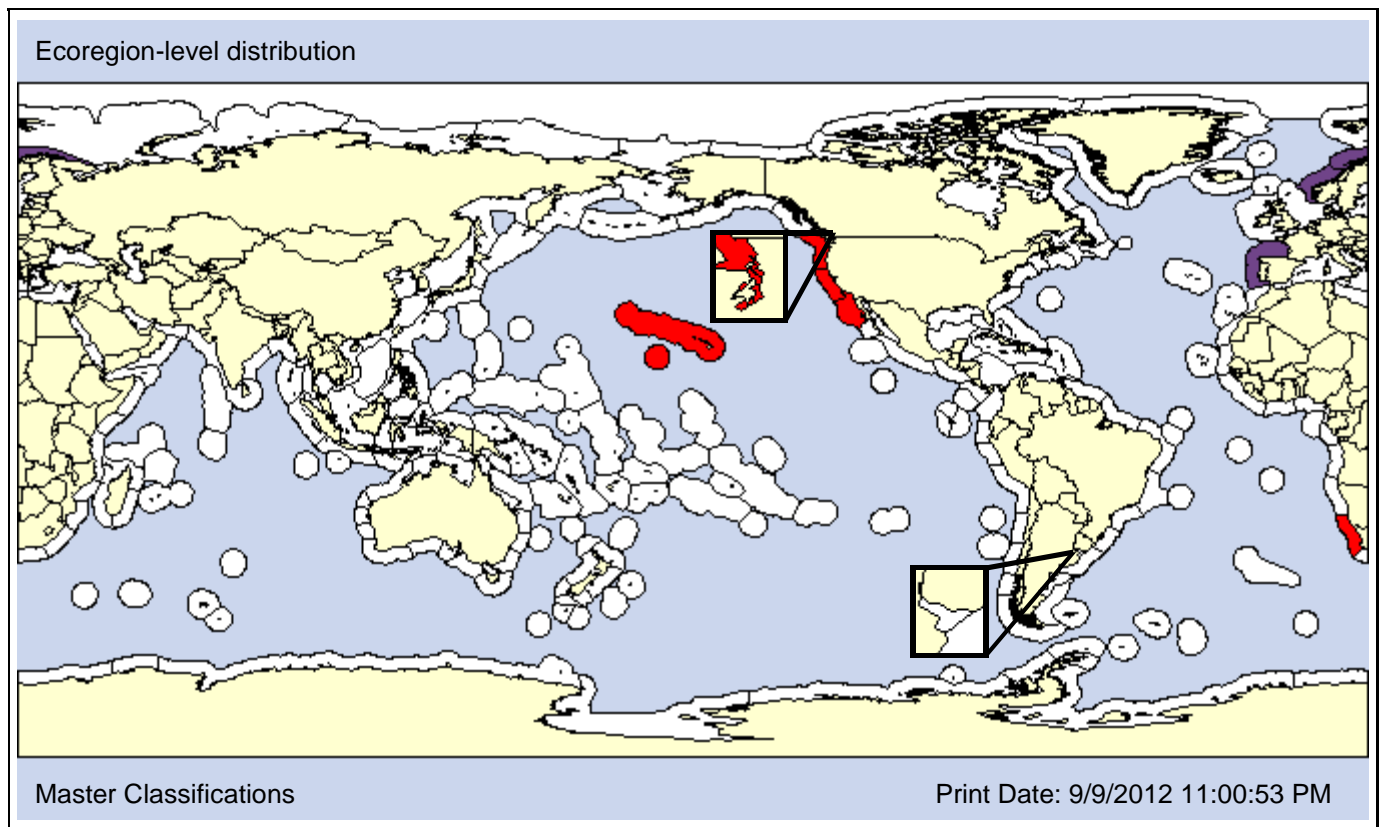 Ecoregion-level distribution
Master Classifications
Print Date: 9/9/2012 11:00:53 PM